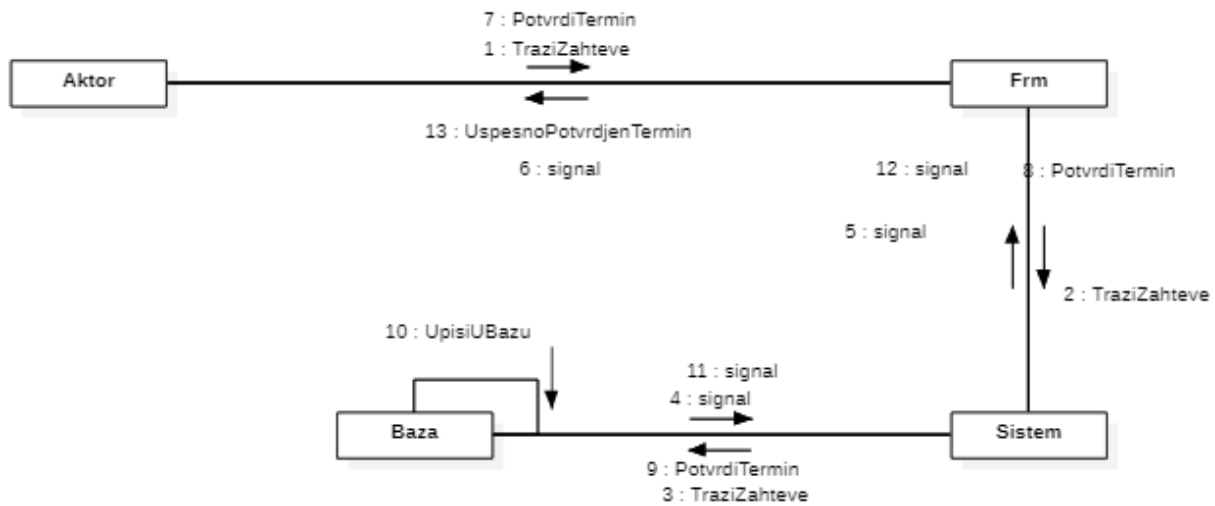 7 : PotvrdiTermin
1 : TraziZahteve
Aktor
Frm
13 : UspesnoPotvrdjenTermin
6 : signal
12 : signal
8 : PotvrdiTermin
5 : signal
2 : TraziZahteve
10 : UpisiUBazu
11 : signal
4 : signal
Baza
Sistem
9 : PotvrdiTermin
3 : TraziZahteve